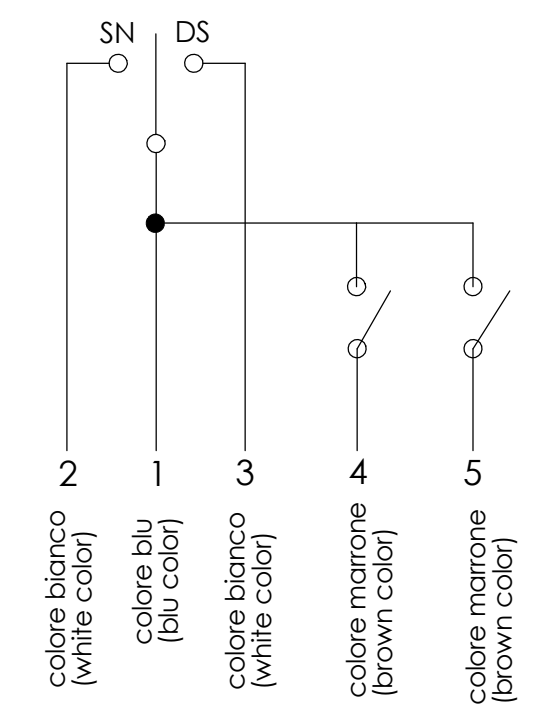 SN
DS
2
1
3
4
5
colore bianco
(white color)
colore blu
(blu color)
colore bianco
(white color)
colore marrone
(brown color)
colore marrone
(brown color)